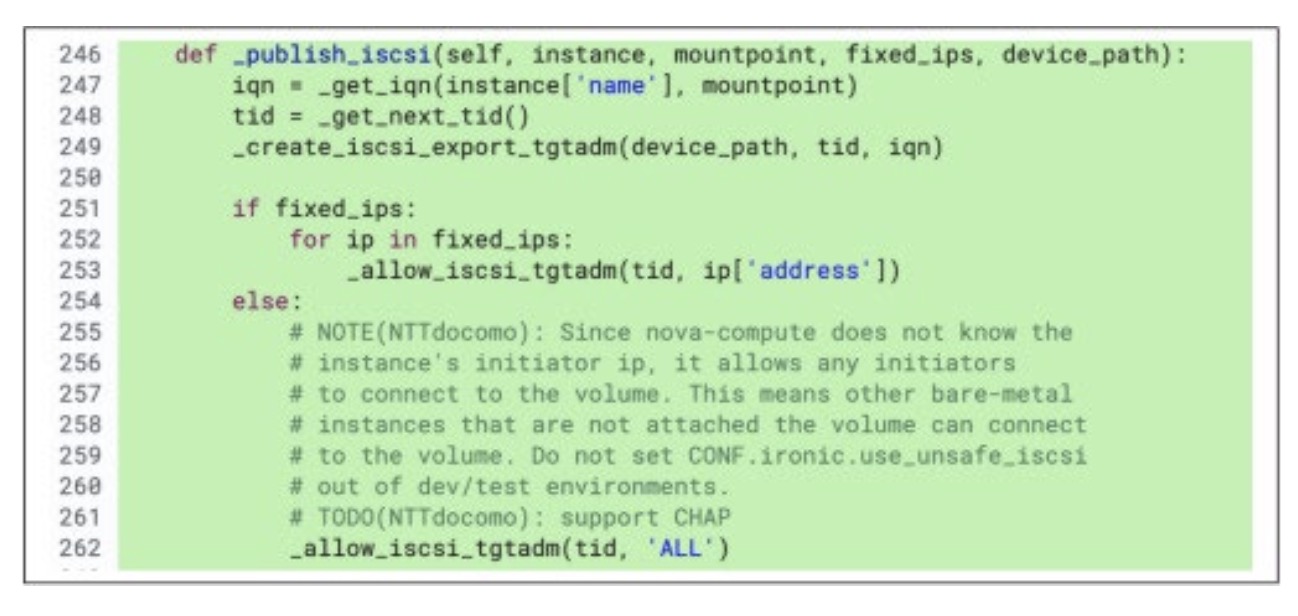 246 def _publish_iscsi(self, instance, mountpoint, fixed_ips, device_path):
247 iqn = _get_iqn(instance['name'], mountpoint)
248 tid = _get_next_tid()
249 _create_iscsi_export_tgtadm(device_path, tid, iqn)
250
251 if fixed_ips:
252 for ip in fixed_ips:
253 _allow_iscsi_tgtadm(tid, ip['address'])
254 else:
255 # NOTE(NTTdocomo): Since nova-compute does not know the
256 # instance's initiator ip, it allows any initiators
257 # to connect to the volume. This means other bare-metal
258 # instances that are not attached the volume can connect
259 # to the volume. Do not set CONF.ironic.use_unsafe_iscsi
260 # out of dev/test environments.
261 # TODO(NTTdocomo): support CHAP
262 _allow_iscsi_tgtadm(tid, 'ALL')